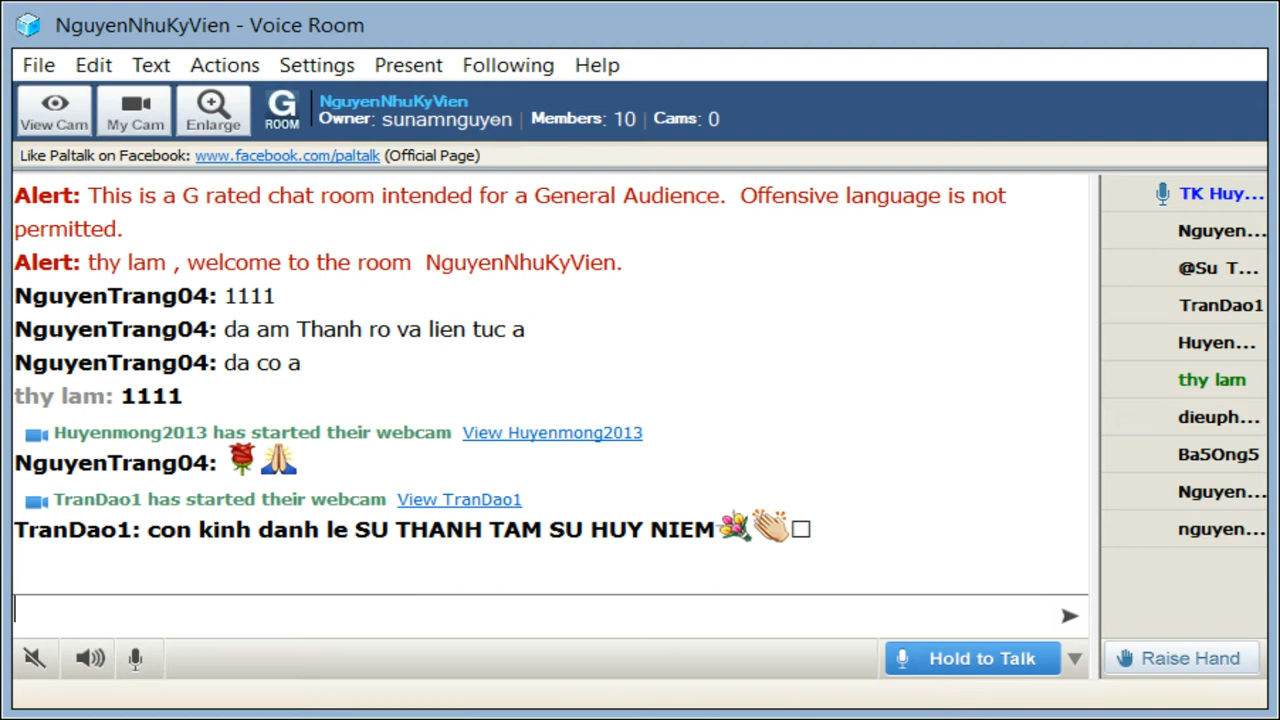 NguyenNhuKyVien - Voice Room
File Edit Text Actions Settings Present Following Help
View Cam My Cam Enlarge G ROOM
NguyenNhuKyVien
Owner: sunamnguyen | Members: 10 | Cams: 0
Like Paltalk on Facebook: www.facebook.com/paltalk (Official Page)
Alert: This is a G rated chat room intended for a General Audience. Offensive language is not
permitted.
Alert: thy lam , welcome to the room NguyenNhuKyVien.
NguyenTrang04: 1111
NguyenTrang04: da am Thanh ro va lien tuc a
NguyenTrang04: da co a
thy lam: 1111
Huyenmong2013 has started their webcam View Huyenmong2013
NguyenTrang04: 🌹🙏
TranDao1 has started their webcam View TranDao1
TranDao1: con kinh danh le SU THANH TAM SU HUY NIEM💐👏□
TK Huy...
Nguyen...
@Su T...
TranDao1
Huyen...
thy lam
dieuph...
Ba5Ong5
Nguyen...
nguyen...
Hold to Talk
Raise Hand